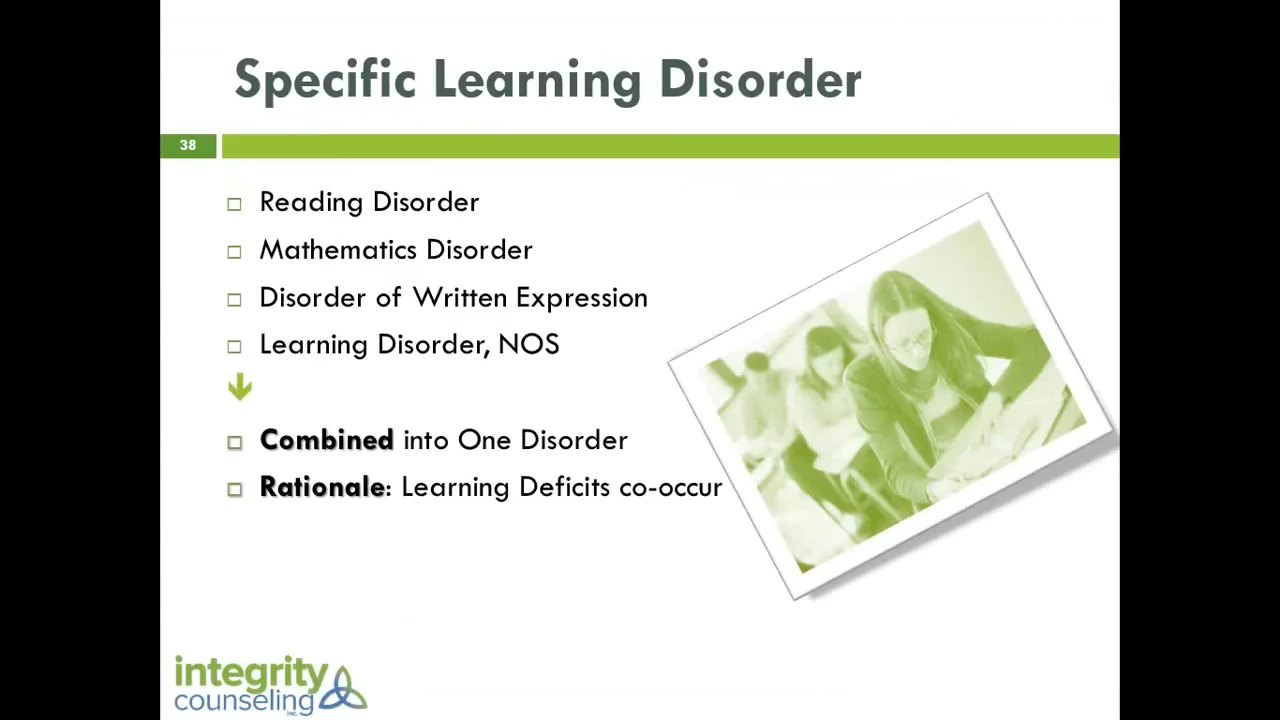 Specific Learning Disorder
38
Reading Disorder
Mathematics Disorder
Disorder of Written Expression
Learning Disorder, NOS
Combined into One Disorder
Rationale: Learning Deficits co-occur
integrity
counseling
inc.